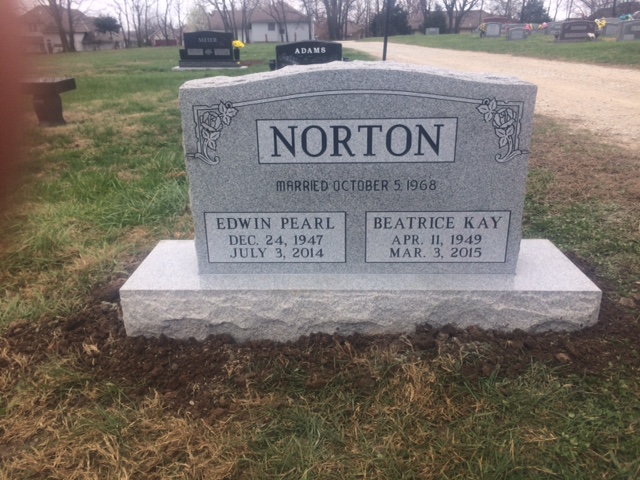 ADAMS
NORTON
MARRIED OCTOBER 5, 1968
EDWIN PEARL
DEC. 24, 1947
JULY 3, 2014
BEATRICE KAY
APR. 11, 1949
MAR. 3, 2015